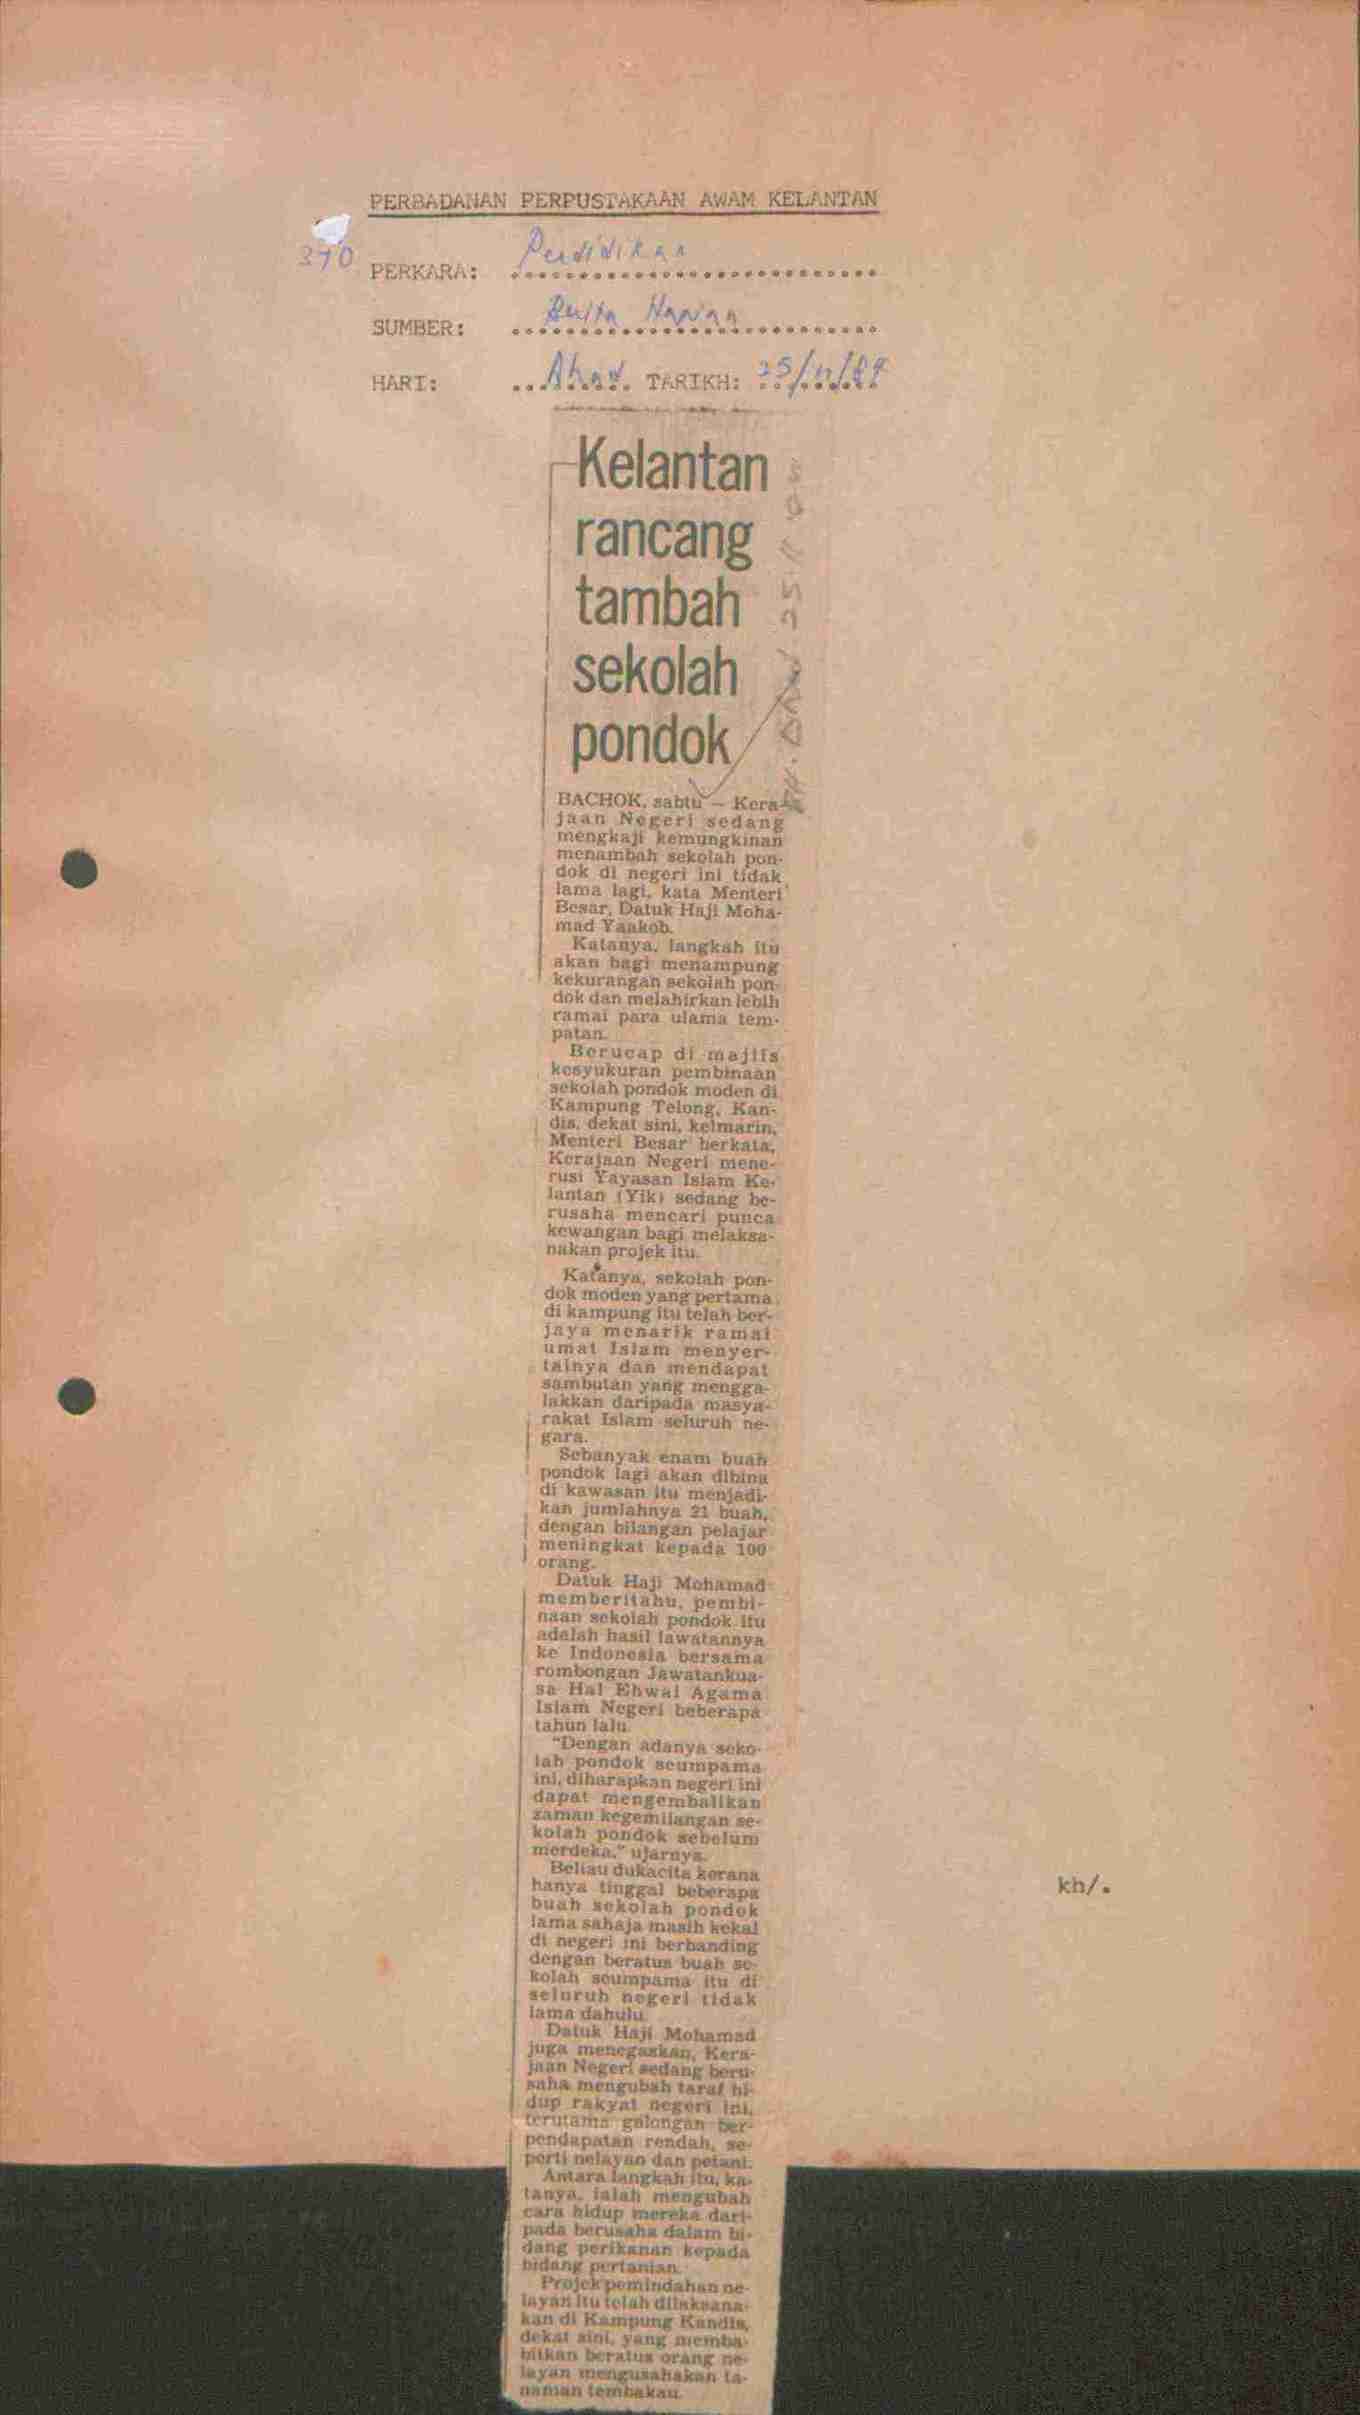 PERBADANAN PERPUSTAKAAN AWAM KELANTAN
370
PERKARA: Pendidikan
SUMBER: Berita Harian
HARI: Ahad TARIKH: 25/11/84
Kelantan
rancang
tambah
sekolah
pondok
BH. 25.11.
BACHOK, sabtu — Kera-
jaan Negeri sedang
mengkaji kemungkinan
menambah sekolah pon-
dok di negeri ini tidak
lama lagi, kata Menteri
Besar, Datuk Haji Moha-
mad Yaakob.
Katanya, langkah itu
akan bagi menampung
kekurangan sekolah pon-
dok dan melahirkan lebih
ramai para ulama tem-
patan.
Berucap di majlis
kesyukuran pembinaan
sekolah pondok moden di
Kampung Telong, Kan-
dis, dekat sini, kelmarin,
Menteri Besar berkata,
Kerajaan Negeri mene-
rusi Yayasan Islam Ke-
lantan (Yik) sedang be-
rusaha mencari punca
kewangan bagi melaksa-
nakan projek itu.
Katanya, sekolah pon-
dok moden yang pertama
di kampung itu telah ber-
jaya menarik ramai
umat Islam menyer-
tainya dan mendapat
sambutan yang mengga-
lakkan daripada masya-
rakat Islam seluruh ne-
gara.
Sebanyak enam buah
pondok lagi akan dibina
di kawasan itu menjadi-
kan jumlahnya 21 buah,
dengan bilangan pelajar
meningkat kepada 100
orang.
Datuk Haji Mohamad
memberitahu, pembi-
naan sekolah pondok itu
adalah hasil lawatannya
ke Indonesia bersama
rombongan Jawatankua-
sa Hal Ehwal Agama
Islam Negeri beberapa
tahun lalu.
"Dengan adanya seko-
lah pondok seumpama
ini, diharapkan negeri ini
dapat mengembalikan
zaman kegemilangan se-
kolah pondok sebelum
merdeka," ujarnya.
Beliau dukacita kerana
hanya tinggal beberapa
buah sekolah pondok
lama sahaja masih kekal
di negeri ini berbanding
dengan beratus buah se-
kolah seumpama itu di
seluruh negeri tidak
lama dahulu.
Datuk Haji Mohamad
juga menegaskan, Kera-
jaan Negeri sedang beru-
saha mengubah taraf hi-
dup rakyat negeri ini,
terutama golongan ber-
pendapatan rendah, se-
perti nelayan dan petani.
Antara langkah itu, ka-
tanya, ialah mengubah
cara hidup mereka dari-
pada berusaha dalam bi-
dang perikanan kepada
bidang pertanian.
Projek pemindahan ne-
layan itu telah dilaksana-
kan di Kampung Kandis,
dekat sini, yang memba-
bitkan beratus orang ne-
layan mengusahakan ta-
naman tembakau.
kh/.